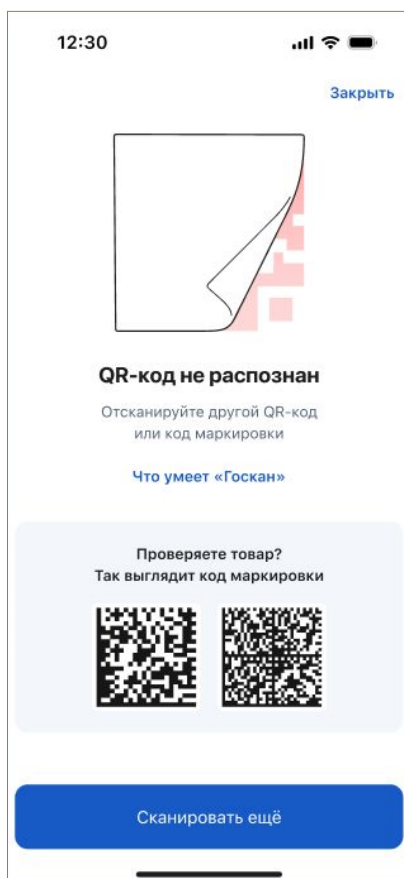 12:30
Закрыть
QR-код не распознан
Отсканируйте другой QR-код
или код маркировки
Что умеет «Госкан»
Проверяете товар?
Так выглядит код маркировки
Сканировать ещё